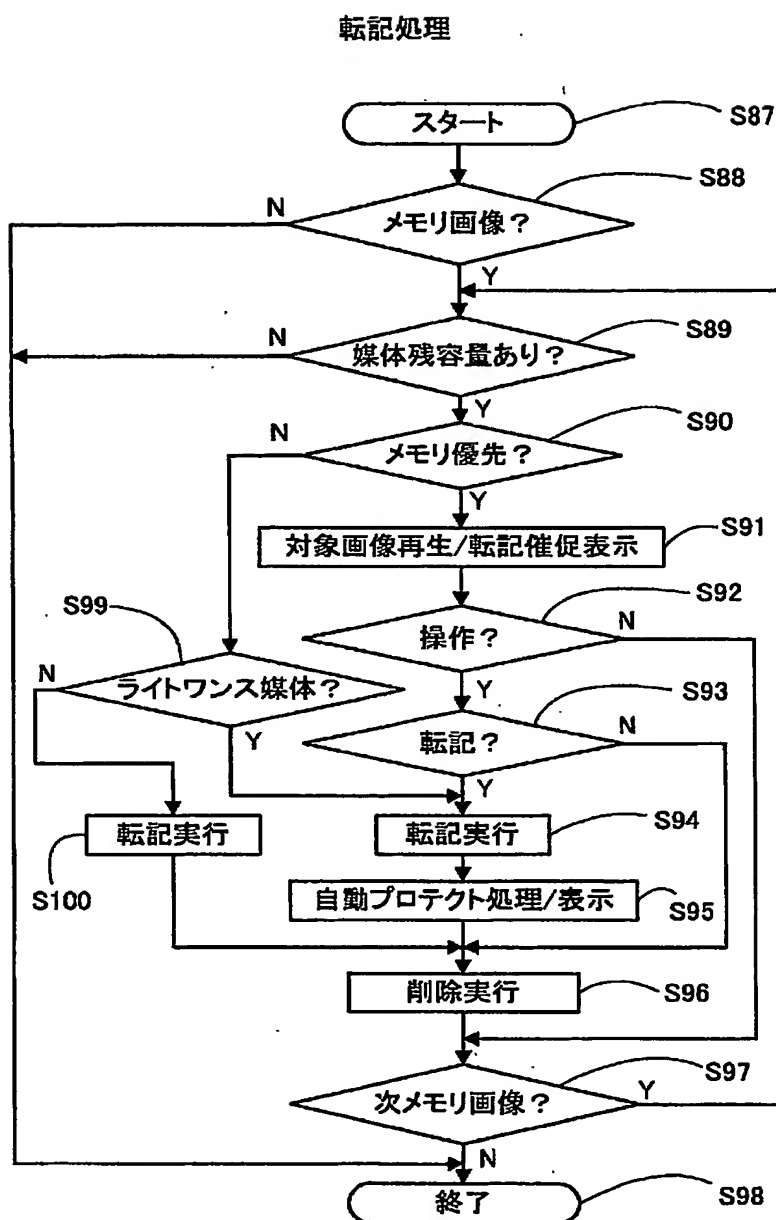 転記処理
スタート
S87
S88
メモリ画像？
N
Y
S89
媒体残容量あり？
N
Y
S90
メモリ優先？
N
Y
対象画像再生/転記催促表示
S91
S92
操作？
N
Y
S99
ライトワンス媒体？
N
Y
S93
転記？
N
Y
転記実行
S100
転記実行
S94
自動プロテクト処理/表示
S95
削除実行
S96
S97
次メモリ画像？
Y
N
終了
S98